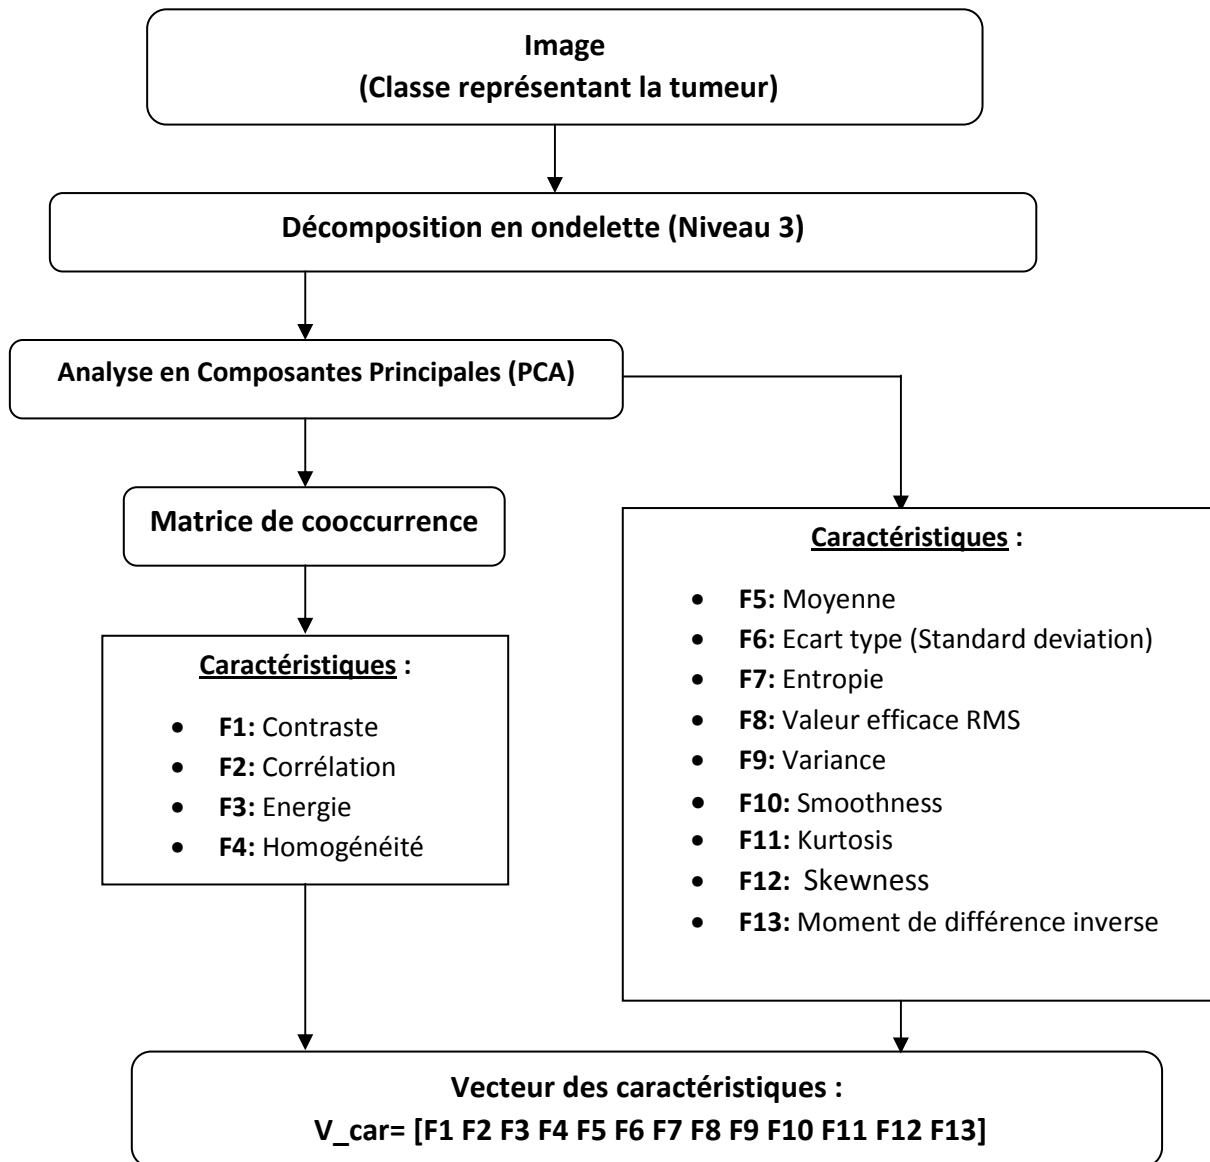 Image
(Classe représentant la tumeur)
Décomposition en ondelette (Niveau 3)
Analyse en Composantes Principales (PCA)
Matrice de cooccurrence
Caractéristiques :
• F1: Contraste
• F2: Corrélation
• F3: Energie
• F4: Homogénéité
Caractéristiques :
• F5: Moyenne
• F6: Ecart type (Standard deviation)
• F7: Entropie
• F8: Valeur efficace RMS
• F9: Variance
• F10: Smoothness
• F11: Kurtosis
• F12: Skewness
• F13: Moment de différence inverse
Vecteur des caractéristiques :
V_car= [F1 F2 F3 F4 F5 F6 F7 F8 F9 F10 F11 F12 F13]